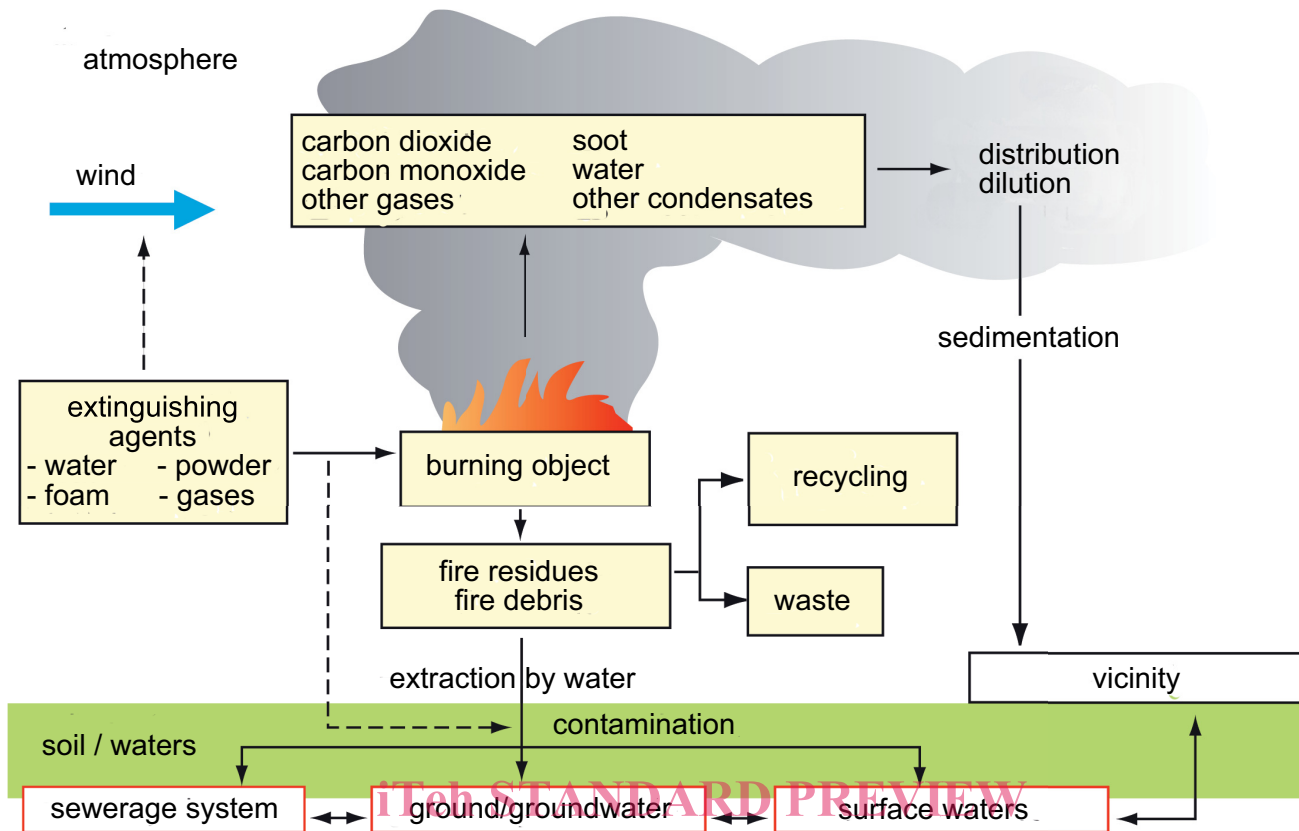 atmosphere
carbon dioxide soot
carbon monoxide water
other gases other condensates
distribution
dilution
wind
sedimentation
extinguishing
agents
- water - powder
- foam - gases
burning object
recycling
fire residues
fire debris
waste
extraction by water
vicinity
contamination
soil / waters
iTeh STANDARD PREVIEW
sewerage system
ground/groundwater
surface waters